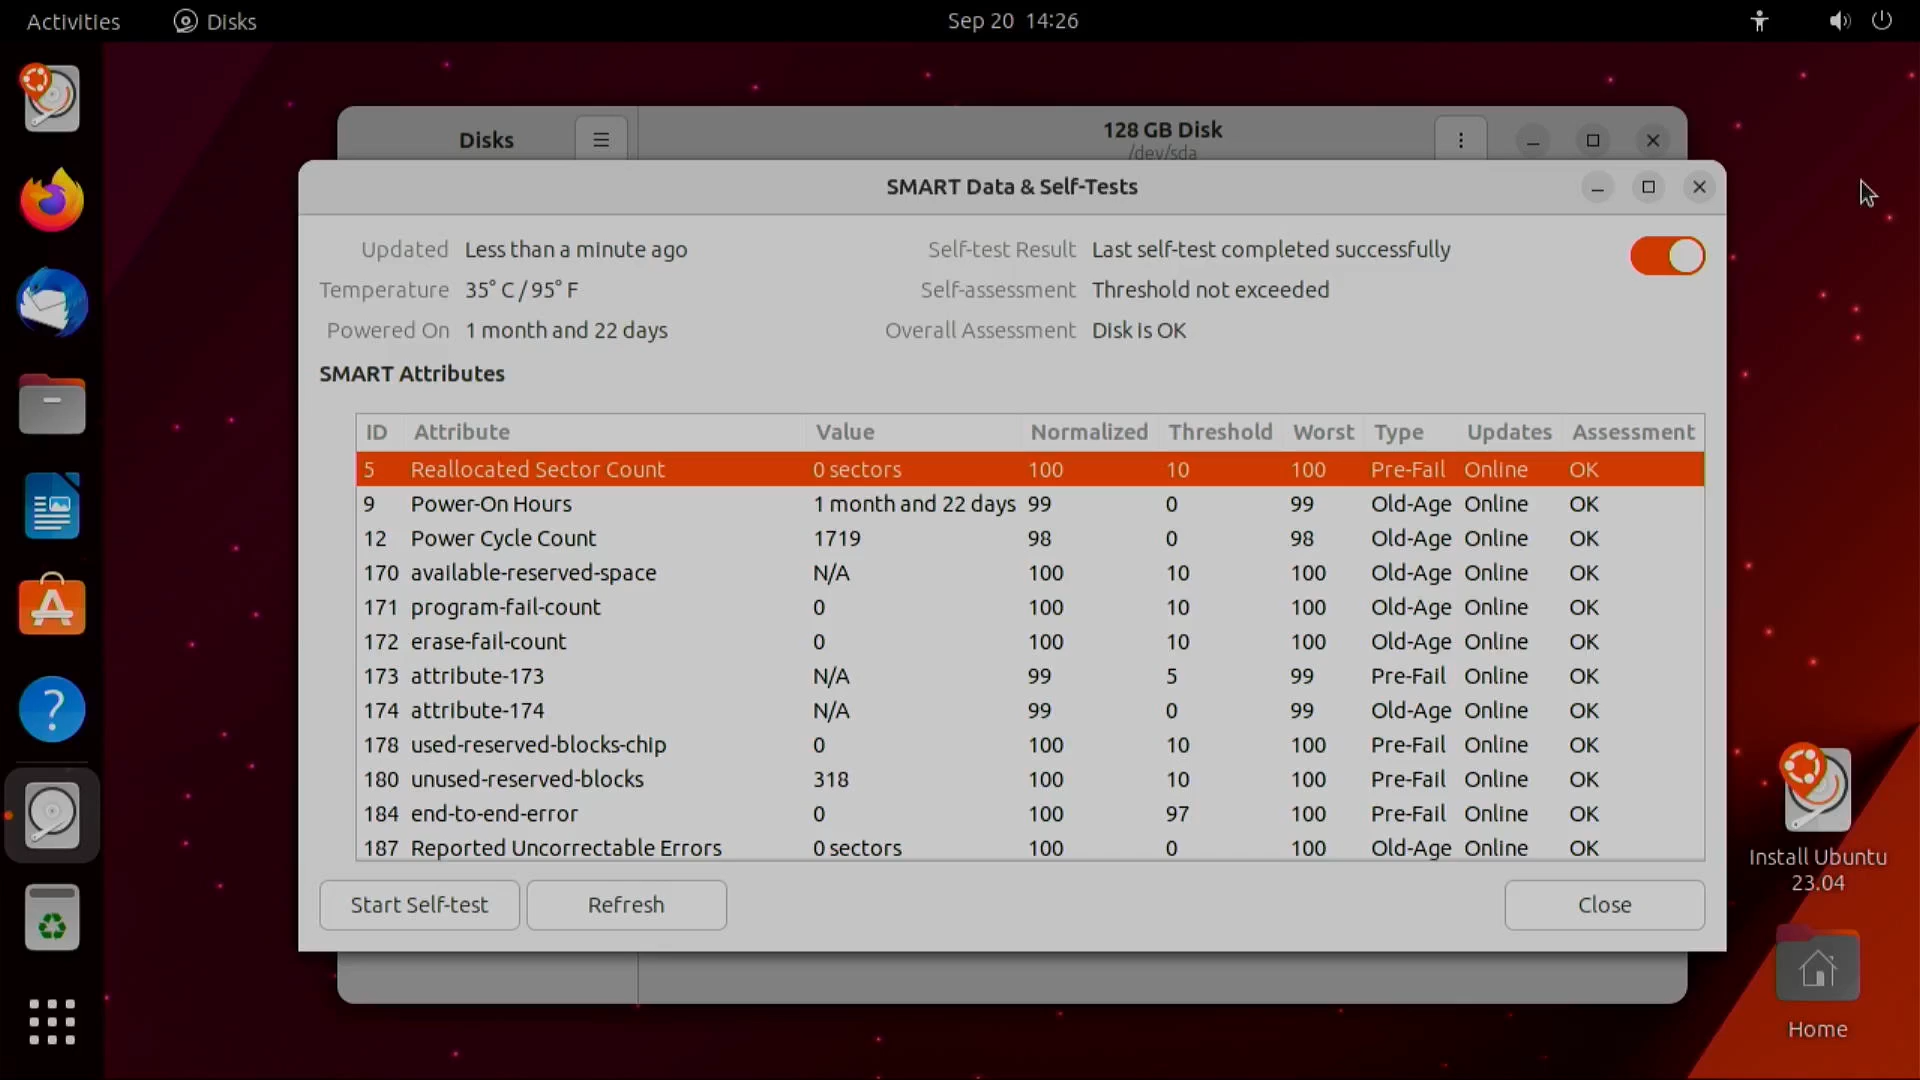 Activities Disks Sep 20 14:26
Disks 128 GB Disk
/dev/sda
SMART Data & Self-Tests
Updated Less than a minute ago Self-test Result Last self-test completed successfully
Temperature 35° C / 95° F Self-assessment Threshold not exceeded
Powered On 1 month and 22 days Overall Assessment Disk is OK
SMART Attributes
ID Attribute Value Normalized Threshold Worst Type Updates Assessment
5 Reallocated Sector Count 0 sectors 100 10 100 Pre-Fail Online OK
9 Power-On Hours 1 month and 22 days 99 0 99 Old-Age Online OK
12 Power Cycle Count 1719 98 0 98 Old-Age Online OK
170 available-reserved-space N/A 100 10 100 Old-Age Online OK
171 program-fail-count 0 100 10 100 Old-Age Online OK
172 erase-fail-count 0 100 10 100 Old-Age Online OK
173 attribute-173 N/A 99 5 99 Pre-Fail Online OK
174 attribute-174 N/A 99 0 99 Old-Age Online OK
178 used-reserved-blocks-chip 0 100 10 100 Pre-Fail Online OK
180 unused-reserved-blocks 318 100 10 100 Pre-Fail Online OK
184 end-to-end-error 0 100 97 100 Pre-Fail Online OK
187 Reported Uncorrectable Errors 0 sectors 100 0 100 Old-Age Online OK
Start Self-test Refresh Close
Install Ubuntu
23.04
Home